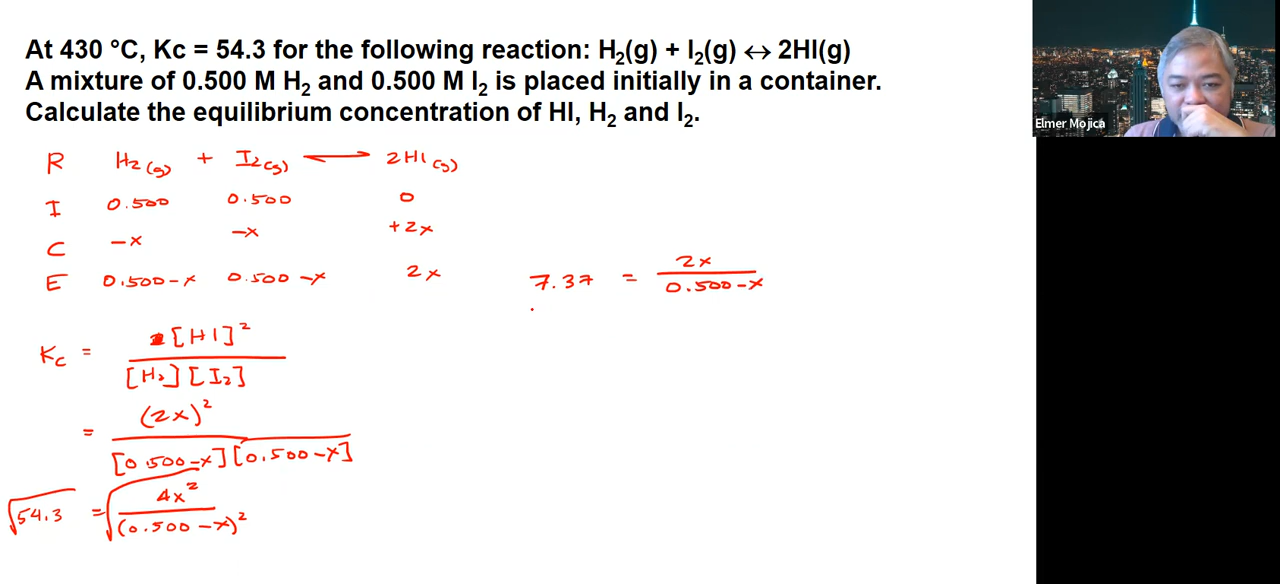 At 430 °C, Kc = 54.3 for the following reaction: H₂(g) + I₂(g) ↔ 2HI(g)
A mixture of 0.500 M H₂ and 0.500 M I₂ is placed initially in a container.
Calculate the equilibrium concentration of HI, H₂ and I₂.
Elmer Mojica
R H₂(g) + I₂(g) ⇌ 2HI(g)
I 0.500 0.500 0
C -x -x +2x
E 0.500-x 0.500-x 2x
7.37 = 2x / 0.500-x
Kc = [HI]² / [H₂][I₂]
= (2x)² / [0.500-x][0.500-x]
√54.3 = √4x² / (0.500-x)²